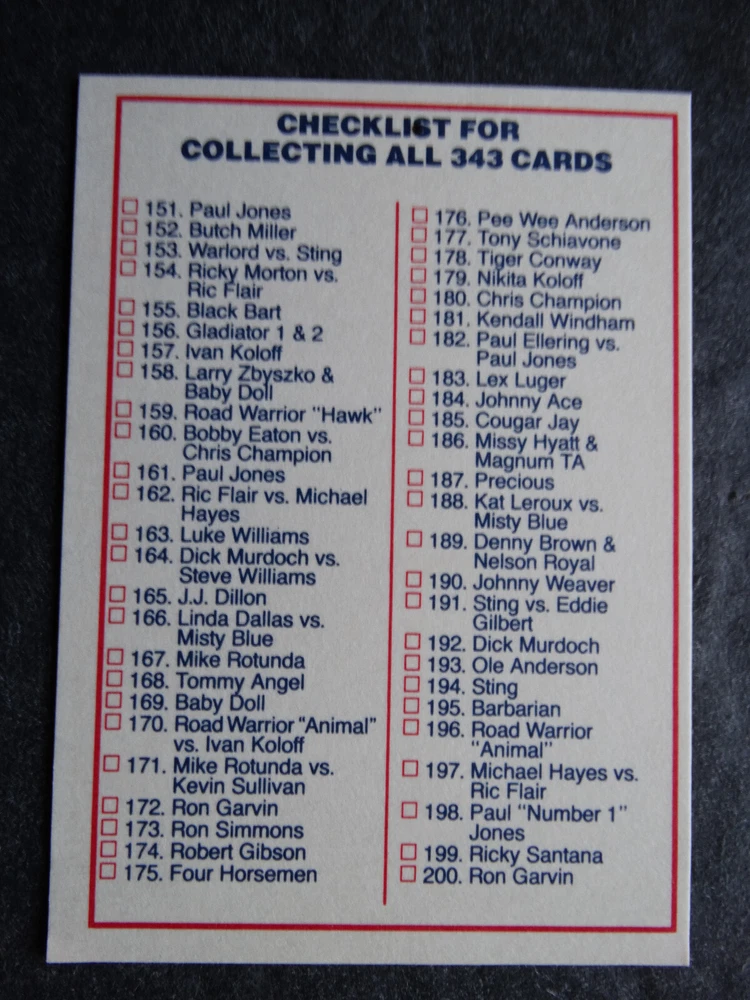 CHECKLIST FOR
COLLECTING ALL 343 CARDS
151. Paul Jones
152. Butch Miller
153. Warlord vs. Sting
154. Ricky Morton vs.
Ric Flair
155. Black Bart
156. Gladiator 1 & 2
157. Ivan Koloff
158. Larry Zbyszko &
Baby Doll
159. Road Warrior "Hawk"
160. Bobby Eaton vs.
Chris Champion
161. Paul Jones
162. Ric Flair vs. Michael
Hayes
163. Luke Williams
164. Dick Murdoch vs.
Steve Williams
165. J.J. Dillon
166. Linda Dallas vs.
Misty Blue
167. Mike Rotunda
168. Tommy Angel
169. Baby Doll
170. Road Warrior "Animal"
vs. Ivan Koloff
171. Mike Rotunda vs.
Kevin Sullivan
172. Ron Garvin
173. Ron Simmons
174. Robert Gibson
175. Four Horsemen
176. Pee Wee Anderson
177. Tony Schiavone
178. Tiger Conway
179. Nikita Koloff
180. Chris Champion
181. Kendall Windham
182. Paul Ellering vs.
Paul Jones
183. Lex Luger
184. Johnny Ace
185. Cougar Jay
186. Missy Hyatt &
Magnum TA
187. Precious
188. Kat Leroux vs.
Misty Blue
189. Denny Brown &
Nelson Royal
190. Johnny Weaver
191. Sting vs. Eddie
Gilbert
192. Dick Murdoch
193. Ole Anderson
194. Sting
195. Barbarian
196. Road Warrior
"Animal"
197. Michael Hayes vs.
Ric Flair
198. Paul "Number 1"
Jones
199. Ricky Santana
200. Ron Garvin